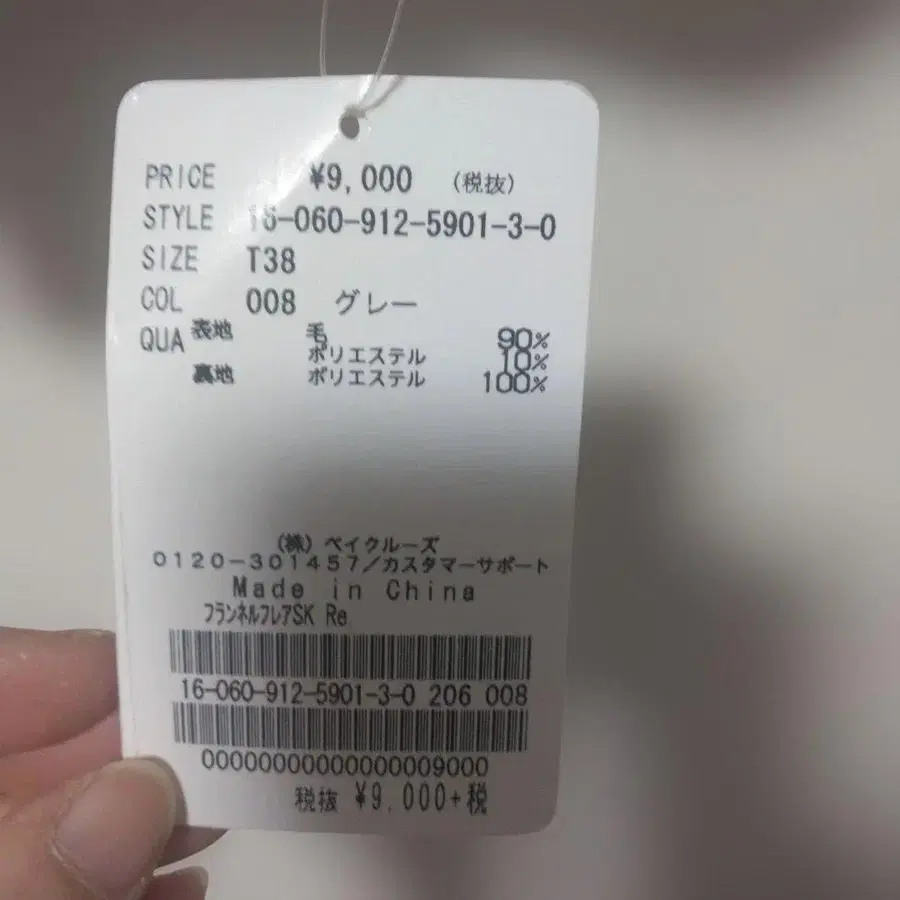 PRICE ¥9,000 (税抜)
STYLE 16-060-912-5901-3-0
SIZE T38
COL 008 グレー
QUA 表地 毛 90%
ポリエステル 10%
裏地 ポリエステル 100%
(株) ベイクルーズ
0120-301457/カスタマーサポート
Made in China
フランネルフレアSK Re
16-060-912-5901-3-0 206 008
00000000000000009000
税抜 ¥9,000+税